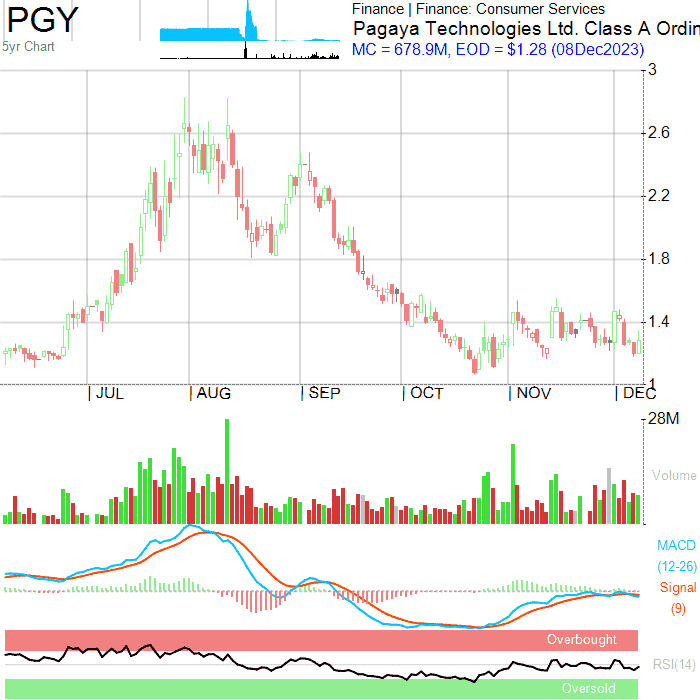 PGY
5yr Chart
Finance | Finance: Consumer Services
Pagaya Technologies Ltd. Class A Ordin
MC = 678.9M, EOD = $1.28 (08Dec2023)
3
2.6
2.2
1.8
1.4
1
JUL AUG SEP OCT NOV DEC
28M
Volume
MACD
(12-26)
Signal
(9)
Overbought
RSI(14)
Oversold